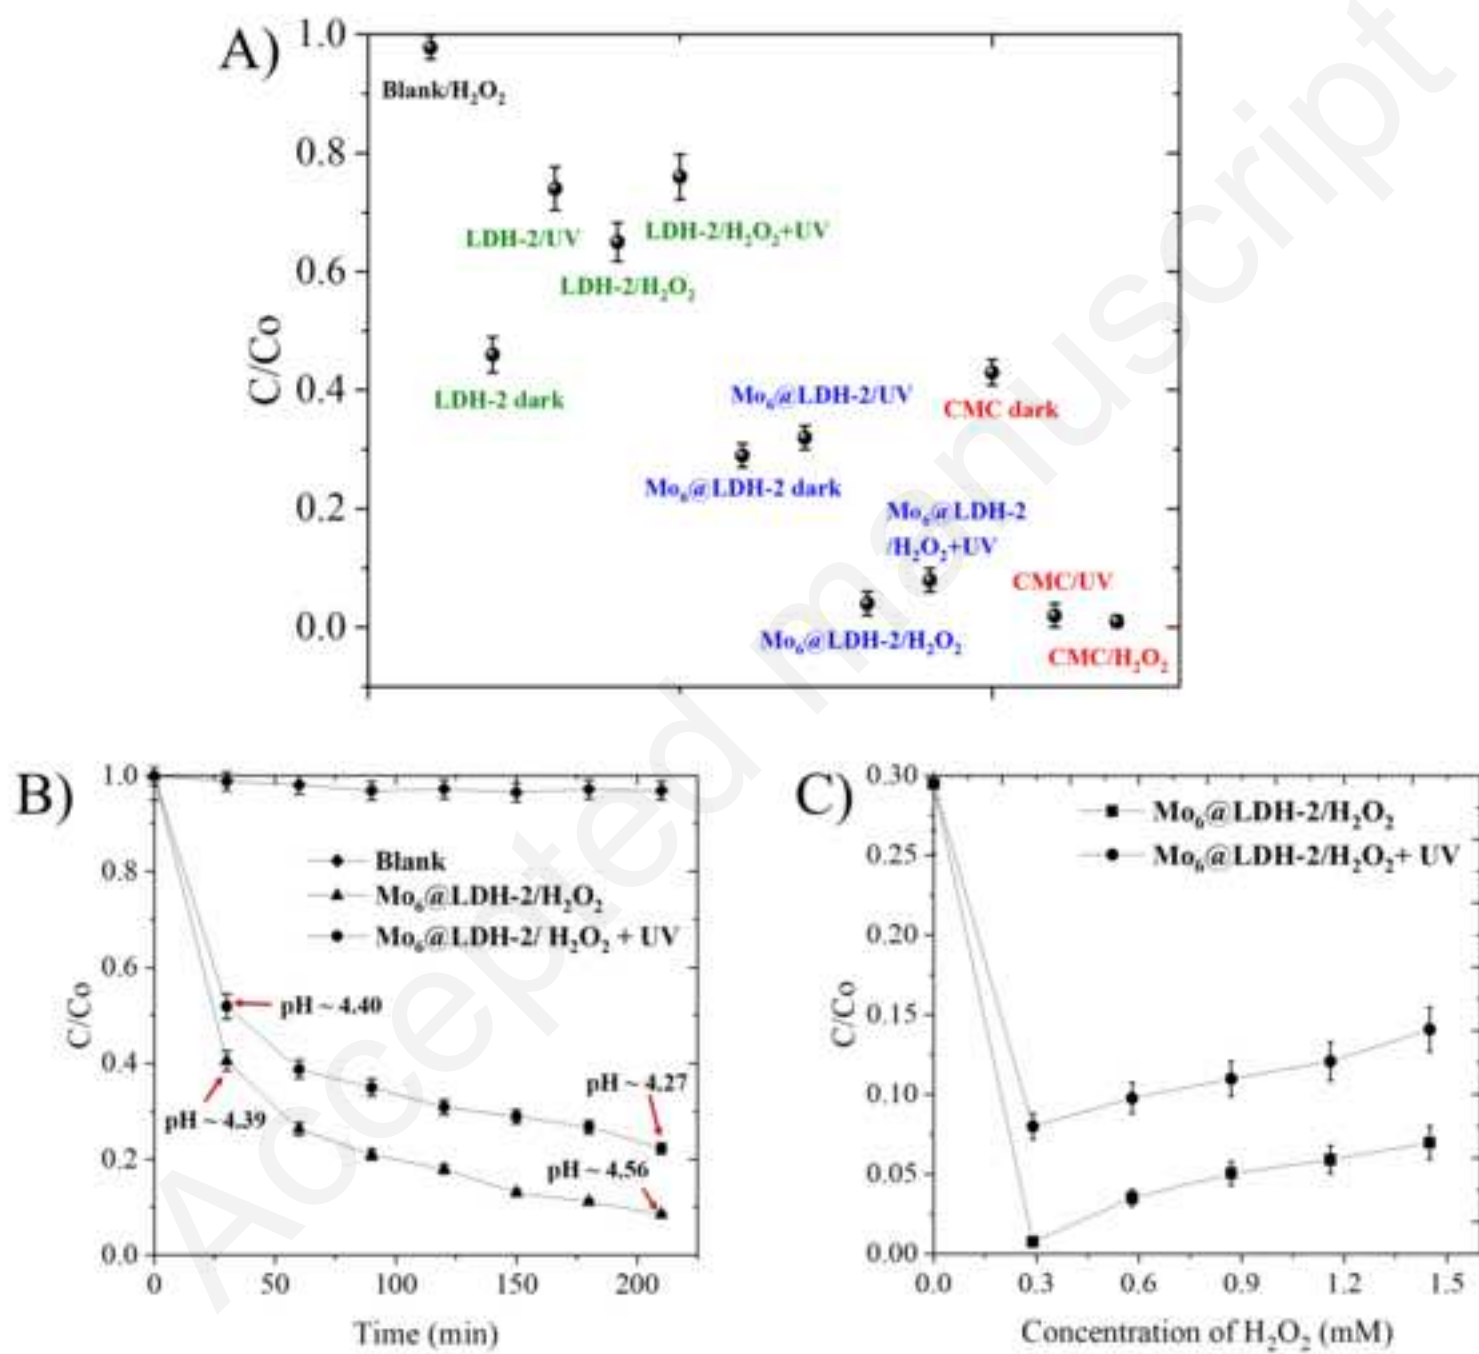 A)
1.0
0.8
0.6
0.4
0.2
0.0
C/Co
Blank/H₂O₂
LDH-2/UV
LDH-2/H₂O₂+UV
LDH-2/H₂O₂
LDH-2 dark
Mo₆@LDH-2/UV
CMC dark
Mo₆@LDH-2 dark
Mo₆@LDH-2
/H₂O₂+UV
CMC/UV
Mo₆@LDH-2/H₂O₂
CMC/H₂O₂
B)
1.0
0.8
0.6
0.4
0.2
0.0
C/Co
Blank
Mo₆@LDH-2/H₂O₂
Mo₆@LDH-2/ H₂O₂ + UV
pH ~ 4.40
pH ~ 4.39
pH ~ 4.27
pH ~ 4.56
0
50
100
150
200
Time (min)
C)
0.30
0.25
0.20
0.15
0.10
0.05
0.00
C/Co
Mo₆@LDH-2/H₂O₂
Mo₆@LDH-2/H₂O₂+ UV
0.0
0.3
0.6
0.9
1.2
1.5
Concentration of H₂O₂ (mM)
Accepted manuscript